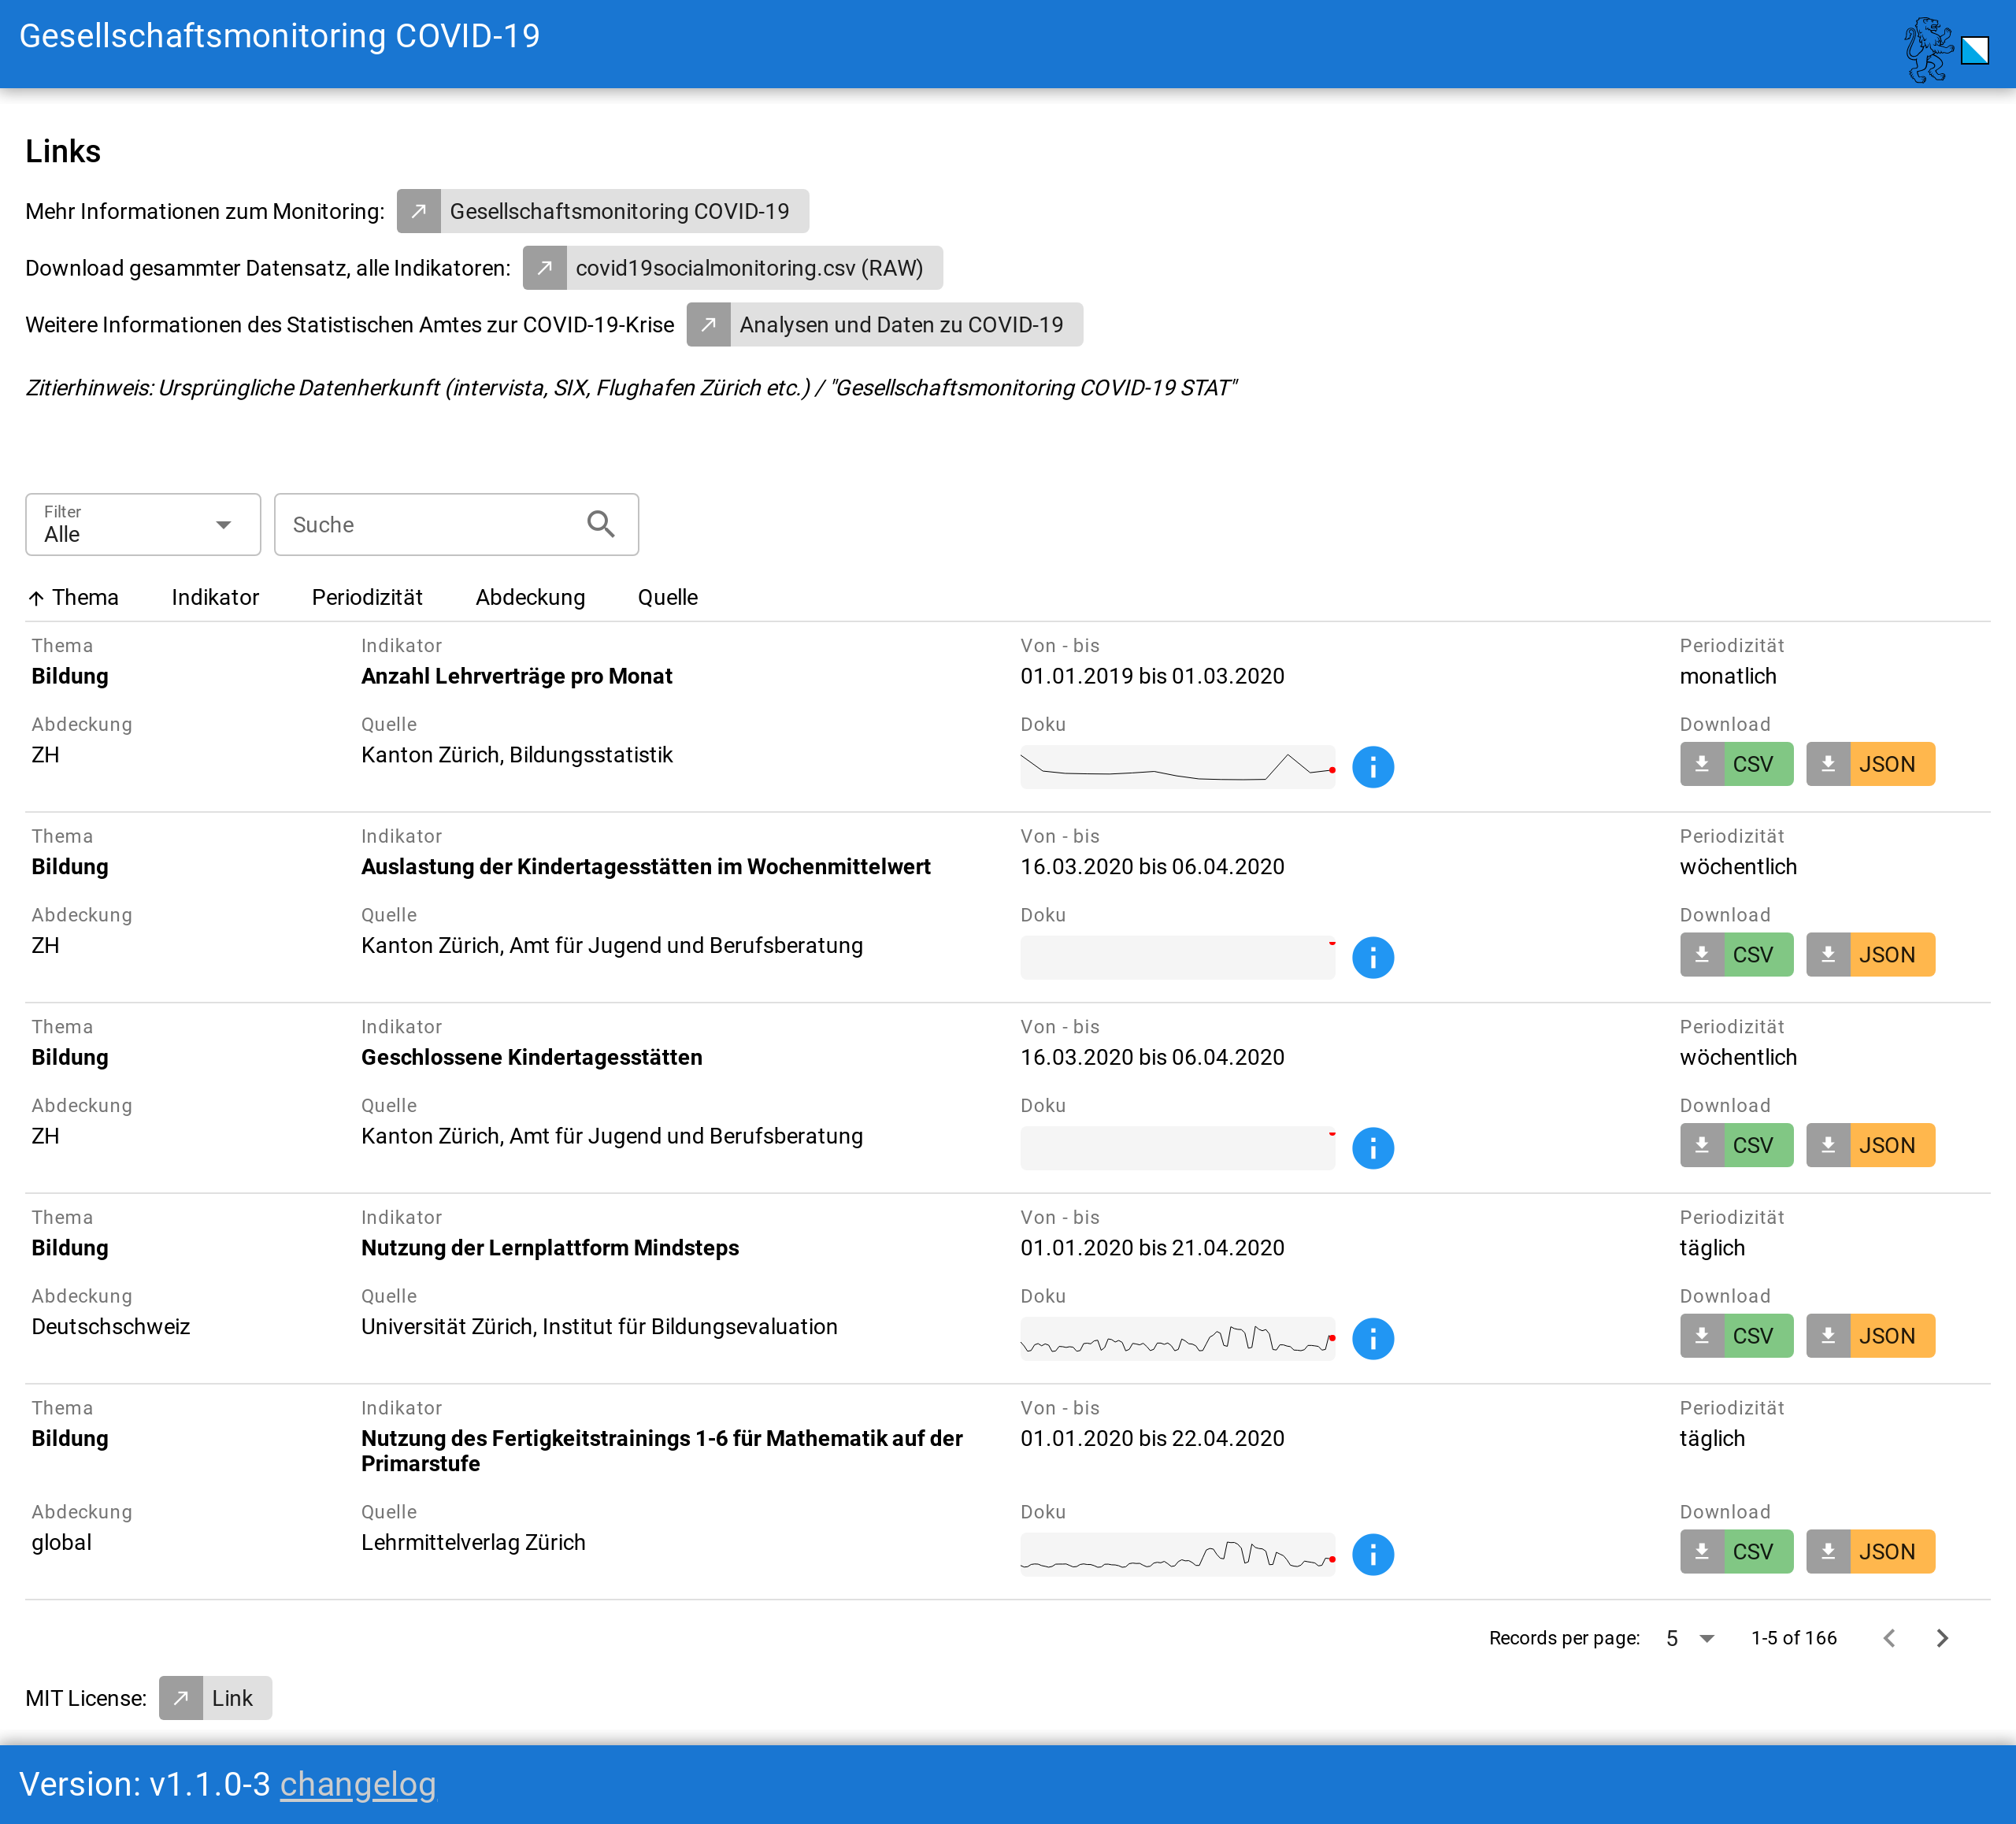 Gesellschaftsmonitoring COVID-19
Links
Mehr Informationen zum Monitoring: Gesellschaftsmonitoring COVID-19
Download gesammter Datensatz, alle Indikatoren: covid19socialmonitoring.csv (RAW)
Weitere Informationen des Statistischen Amtes zur COVID-19-Krise Analysen und Daten zu COVID-19
Zitierhinweis: Ursprüngliche Datenherkunft (intervista, SIX, Flughafen Zürich etc.) / "Gesellschaftsmonitoring COVID-19 STAT"
Filter
Alle
Suche
Thema Indikator Periodizität Abdeckung Quelle
Thema Indikator Von - bis Periodizität
Bildung Anzahl Lehrverträge pro Monat 01.01.2019 bis 01.03.2020 monatlich
Abdeckung Quelle Doku Download
ZH Kanton Zürich, Bildungsstatistik CSV JSON
Thema Indikator Von - bis Periodizität
Bildung Auslastung der Kindertagesstätten im Wochenmittelwert 16.03.2020 bis 06.04.2020 wöchentlich
Abdeckung Quelle Doku Download
ZH Kanton Zürich, Amt für Jugend und Berufsberatung CSV JSON
Thema Indikator Von - bis Periodizität
Bildung Geschlossene Kindertagesstätten 16.03.2020 bis 06.04.2020 wöchentlich
Abdeckung Quelle Doku Download
ZH Kanton Zürich, Amt für Jugend und Berufsberatung CSV JSON
Thema Indikator Von - bis Periodizität
Bildung Nutzung der Lernplattform Mindsteps 01.01.2020 bis 21.04.2020 täglich
Abdeckung Quelle Doku Download
Deutschschweiz Universität Zürich, Institut für Bildungsevaluation CSV JSON
Thema Indikator Von - bis Periodizität
Bildung Nutzung des Fertigkeitstrainings 1-6 für Mathematik auf der 01.01.2020 bis 22.04.2020 täglich
Primarstufe
Abdeckung Quelle Doku Download
global Lehrmittelverlag Zürich CSV JSON
Records per page: 5 1-5 of 166
MIT License: Link
Version: v1.1.0-3 changelog